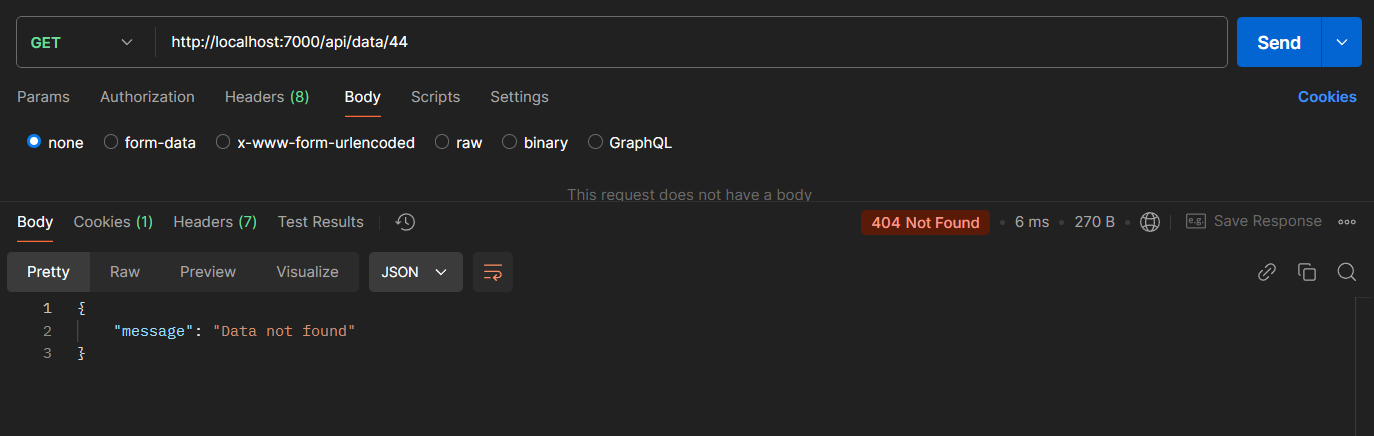 GET http://localhost:7000/api/data/44 Send
Params Authorization Headers (8) Body Scripts Settings Cookies
none form-data x-www-form-urlencoded raw binary GraphQL
This request does not have a body
Body Cookies (1) Headers (7) Test Results 404 Not Found 6 ms 270 B e.g. Save Response
Pretty Raw Preview Visualize JSON
1 {
2 "message": "Data not found"
3 }